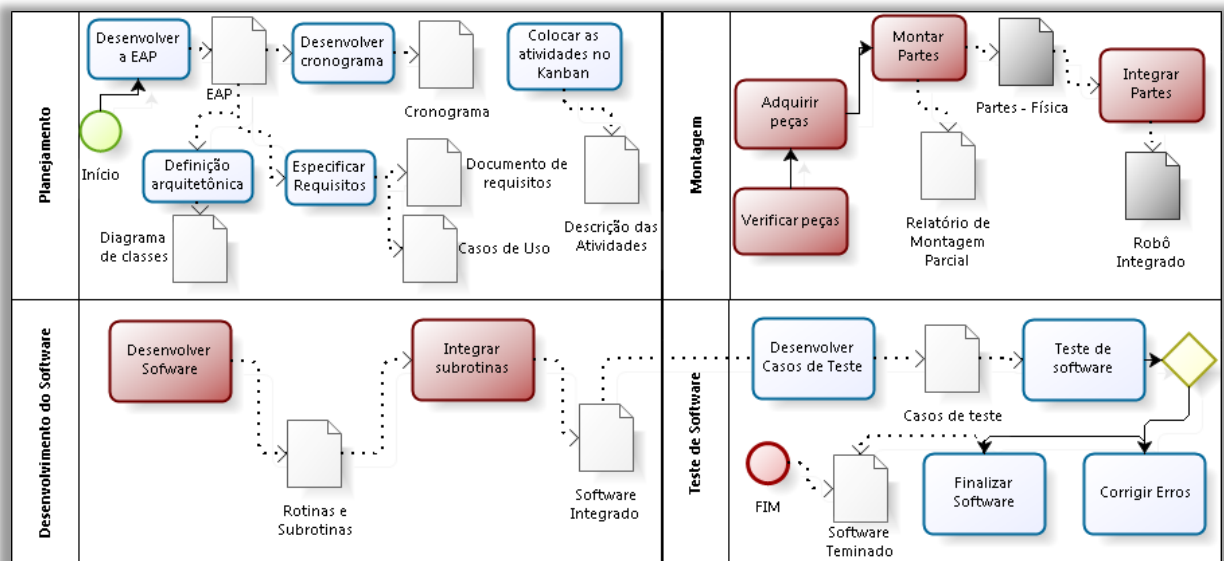 Planejamento
Desenvolver
a EAP
EAP
Desenvolver
cronograma
Cronograma
Colocar as
atividades no
Kanban
Início
Definição
arquitetônica
Especificar
Requisitos
Documento de
requisitos
Diagrama
de classes
Casos de Uso
Descrição das
Atividades
Montagem
Montar
Partes
Partes - Física
Integrar
Partes
Adquirir
peças
Verificar peças
Relatório de
Montagem
Parcial
Robô
Integrado
Desenvolvimento do Software
Desenvolver
Sofware
Integrar
subrotinas
Rotinas e
Subrotinas
Software
Integrado
Teste de Software
Desenvolver
Casos de Teste
Casos de teste
Teste de
software
FIM
Software
Teminado
Finalizar
Software
Corrigir Erros